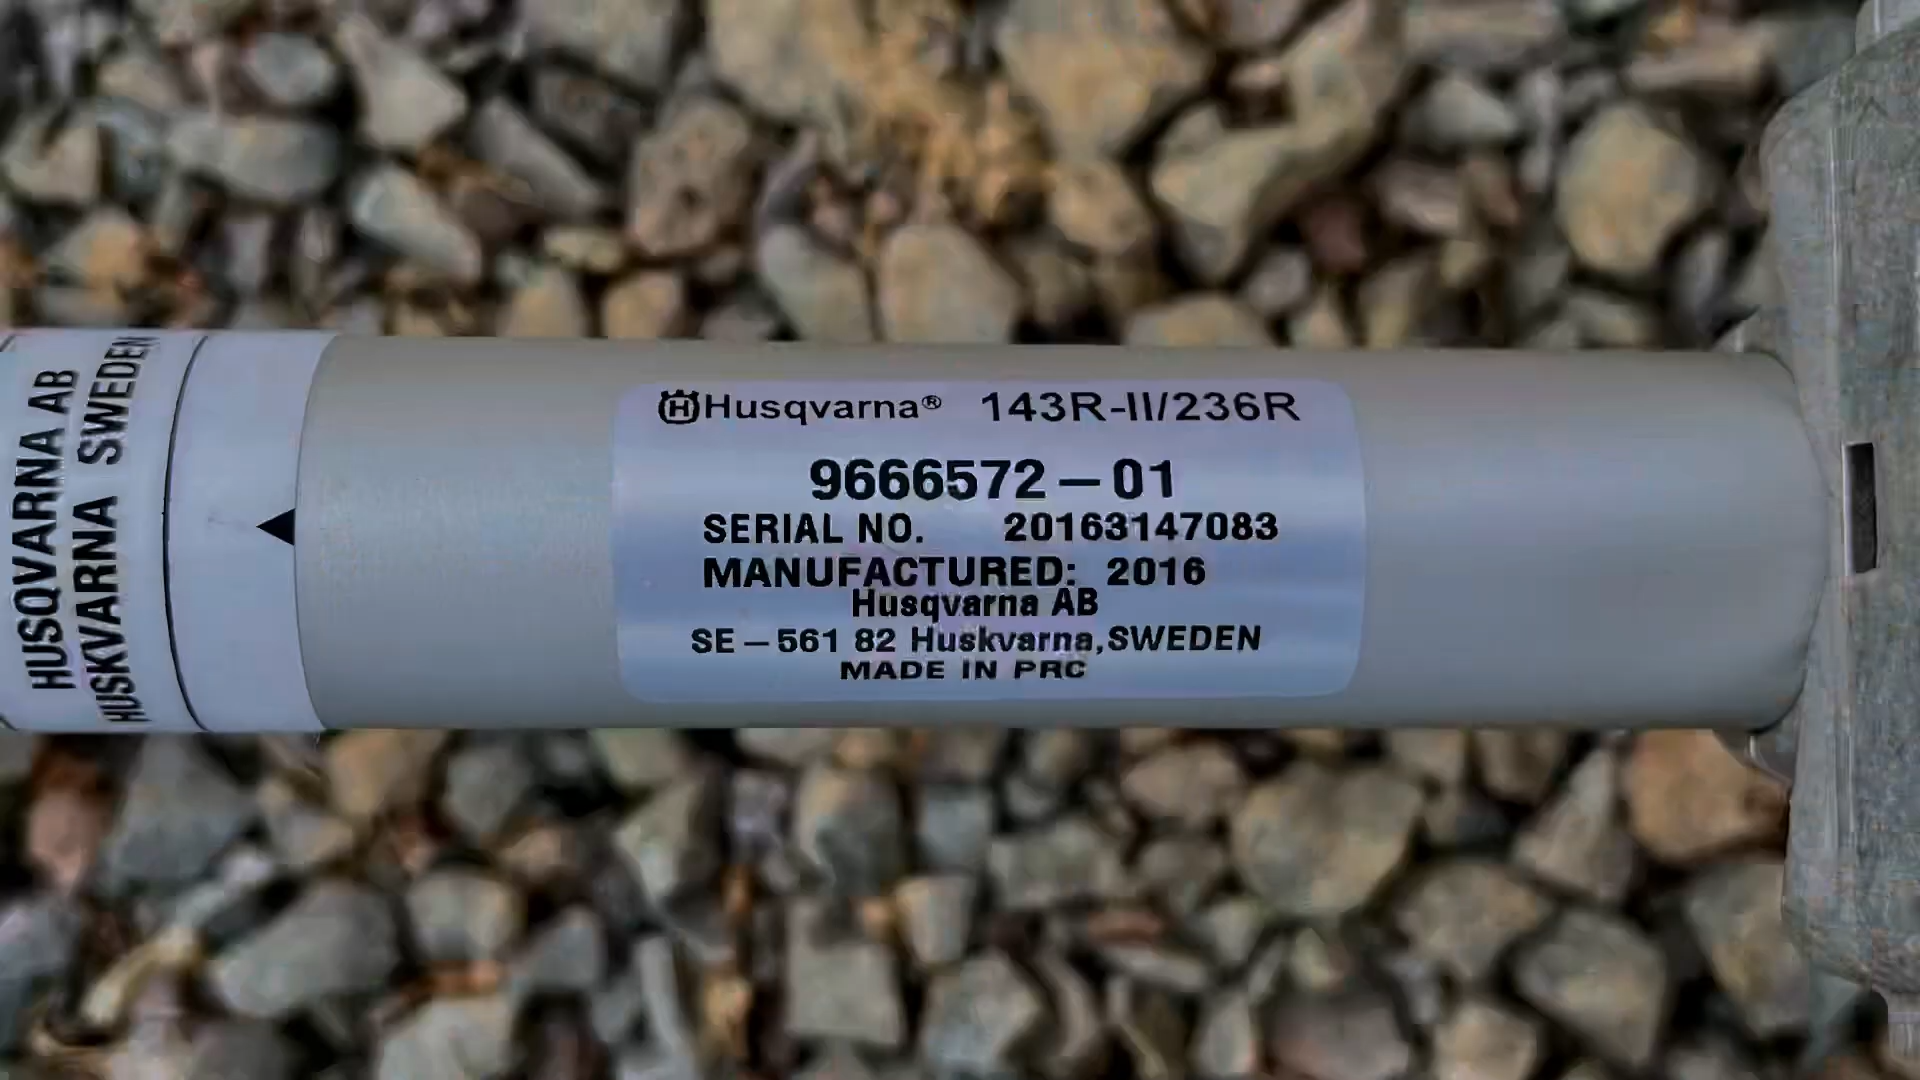 HUSQVARNA AB
HUSKVARNA SWEDEN
Husqvarna® 143R-II/236R
9666572-01
SERIAL NO. 20163147083
MANUFACTURED: 2016
Husqvarna AB
SE-561 82 Huskvarna, SWEDEN
MADE IN PRC